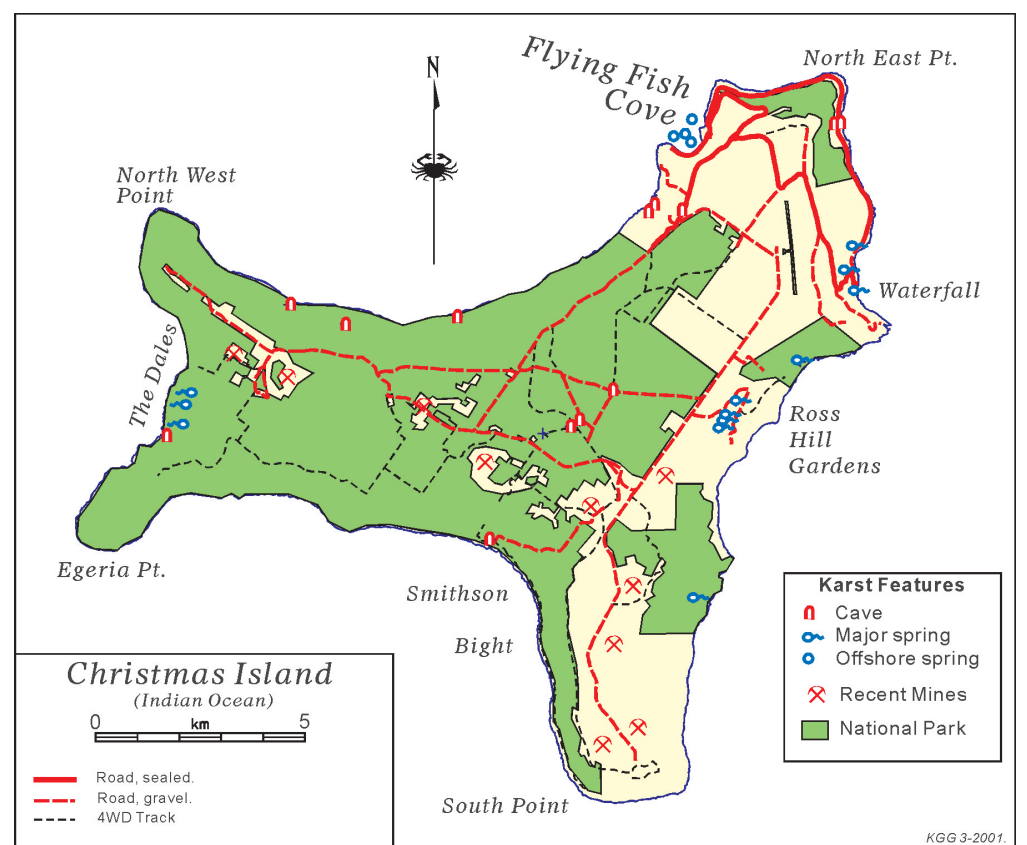 Flying Fish
Cove
North East Pt.
N
North West
Point
Waterfall
The Dales
Ross
Hill
Gardens
Egeria Pt.
Smithson
Bight
South Point
Karst Features
Cave
Major spring
Offshore spring
Recent Mines
National Park
Christmas Island
(Indian Ocean)
0 km 5
Road, sealed.
Road, gravel.
4WD Track
KGG 3-2001.